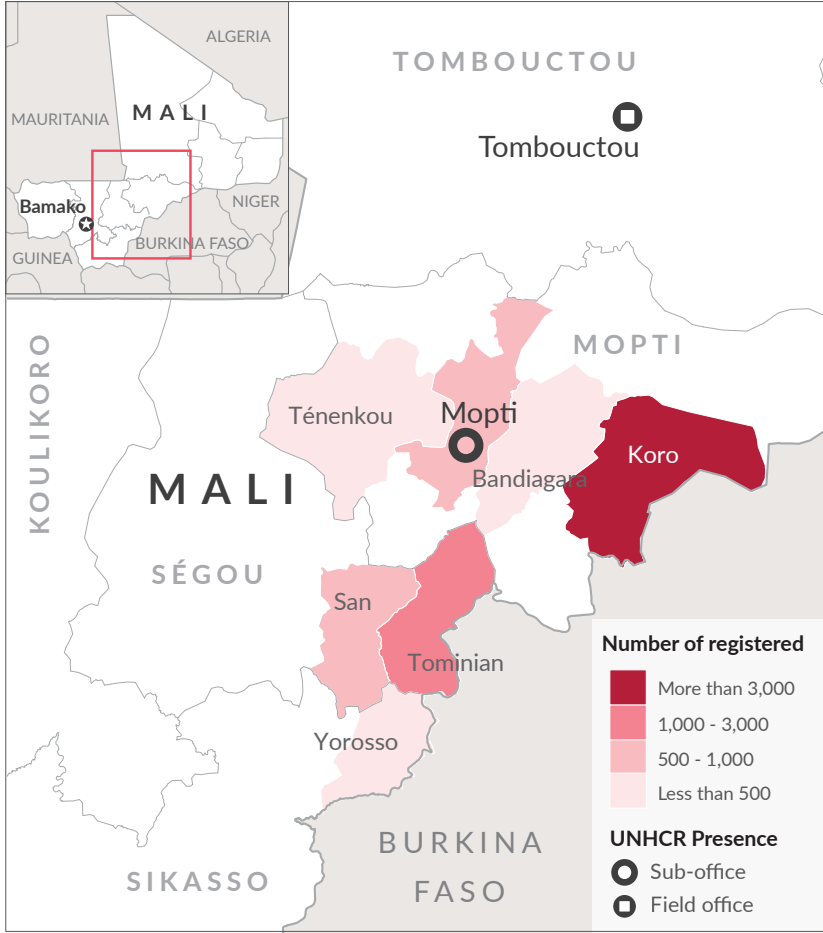 ALGERIA
MAURITANIA
MALI
Bamako
NIGER
BURKINA FASO
GUINEA
TOMBOUCTOU
Tombouctou
KOULIKORO
MOPTI
Ténenkou
Mopti
Koro
Bandiagara
MALI
SÉGOU
San
Tominian
Yorosso
BURKINA
FASO
SIKASSO
Number of registered
More than 3,000
1,000 - 3,000
500 - 1,000
Less than 500
UNHCR Presence
Sub-office
Field office